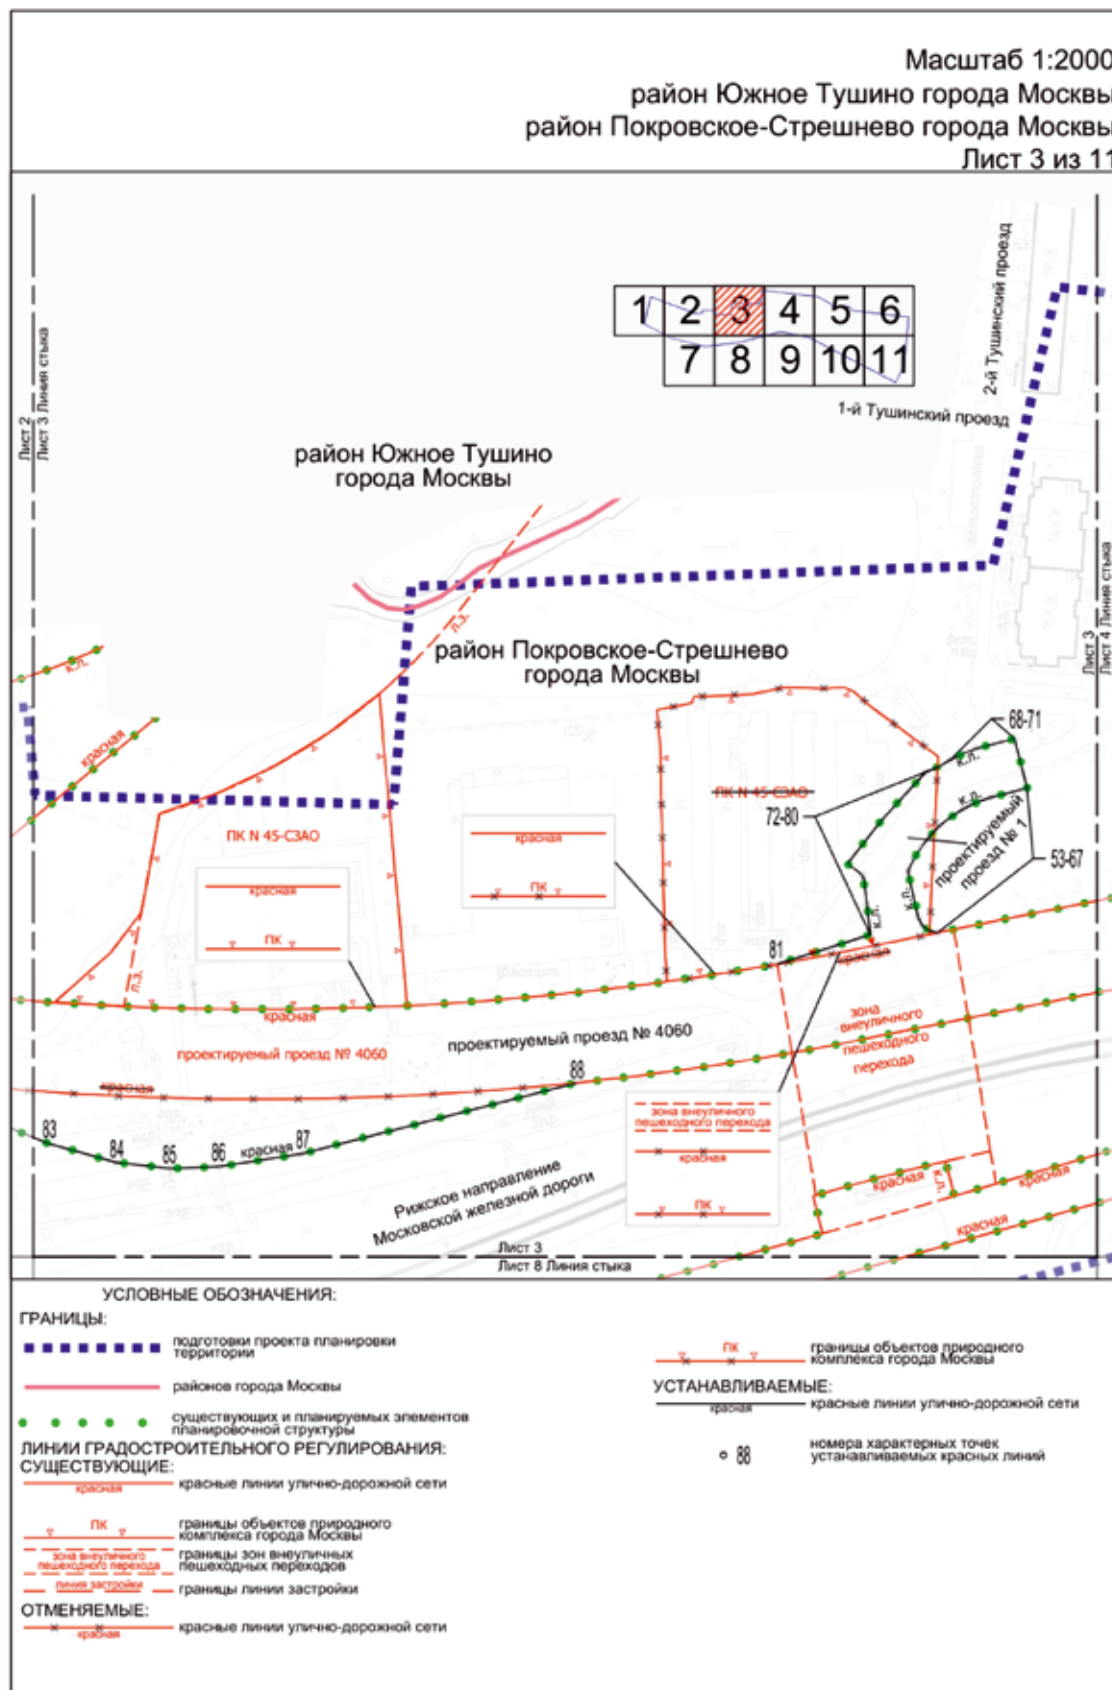 Масштаб 1:2000
район Южное Тушино города Москвы
район Покровское-Стрешнево города Москвы
Лист 3 из 11
Лист 2
Лист 3 Линия стыка
1 2 3 4 5 6
7 8 9 10 11
2-й Тушинский проезд
1-й Тушинский проезд
район Южное Тушино
города Москвы
л.з.
район Покровское-Стрешнево
города Москвы
Лист 3
Лист 4 Линия стыка
к.л.
красная
68-71
к.л.
ПК N 45-СЗАО
72-80
к.л.
проектируемый
проезд № 1
53-67
ПК N 45-СЗАО
красная
ПК
красная
ПК
к.л.
к.л.
81
красная
л.з.
красная
зона
внеуличного
пешеходного
перехода
проектируемый проезд № 4060
проектируемый проезд № 4060
красная
88
зона внеуличного
пешеходного перехода
красная
ПК
83
84
85
86
красная
87
Рижское направление
Московской железной дороги
красная
к.л.
красная
красная
Лист 3
Лист 8 Линия стыка
УСЛОВНЫЕ ОБОЗНАЧЕНИЯ:
ГРАНИЦЫ:
подготовки проекта планировки
территории
районов города Москвы
существующих и планируемых элементов
планировочной структуры
ЛИНИИ ГРАДОСТРОИТЕЛЬНОГО РЕГУЛИРОВАНИЯ:
СУЩЕСТВУЮЩИЕ:
красная
красные линии улично-дорожной сети
ПК
границы объектов природного
комплекса города Москвы
зона внеуличного
пешеходного перехода
границы зон внеуличных
пешеходных переходов
линия застройки
границы линии застройки
ОТМЕНЯЕМЫЕ:
красная
красные линии улично-дорожной сети
ПК
границы объектов природного
комплекса города Москвы
УСТАНАВЛИВАЕМЫЕ:
красная
красные линии улично-дорожной сети
88
номера характерных точек
устанавливаемых красных линий